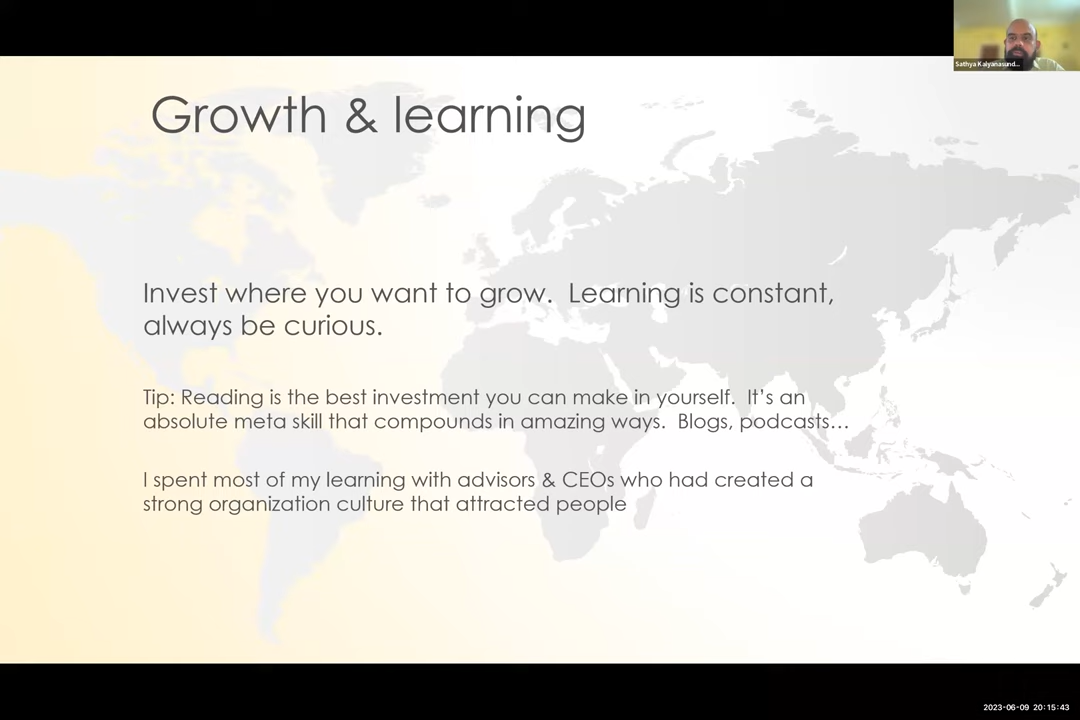 Sathya Kalyanasund...
Growth & learning
Invest where you want to grow.  Learning is constant,
always be curious.
Tip: Reading is the best investment you can make in yourself.  It’s an
absolute meta skill that compounds in amazing ways.  Blogs, podcasts…
I spent most of my learning with advisors & CEOs who had created a
strong organization culture that attracted people
2023-06-09 20:15:43